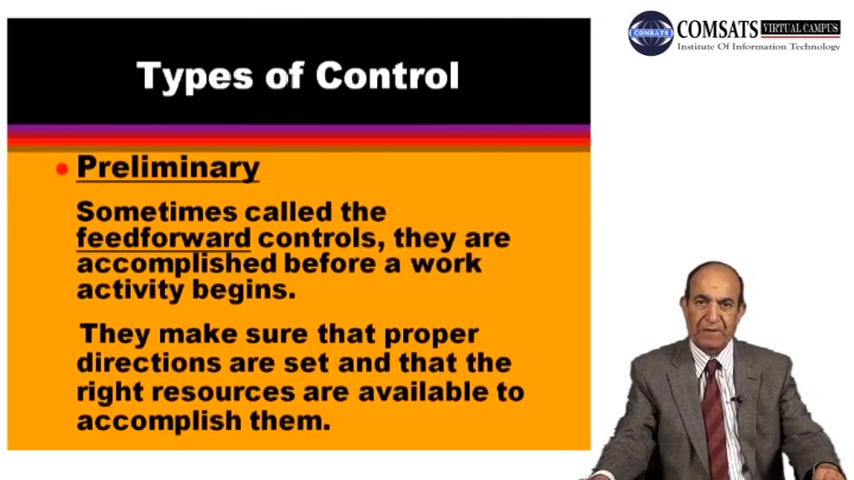 Types of Control
COMSATS VIRTUAL CAMPUS
COMSATS
Institute Of Information Technology
Preliminary
Sometimes called the
feedforward controls, they are
accomplished before a work
activity begins.
They make sure that proper
directions are set and that the
right resources are available to
accomplish them.